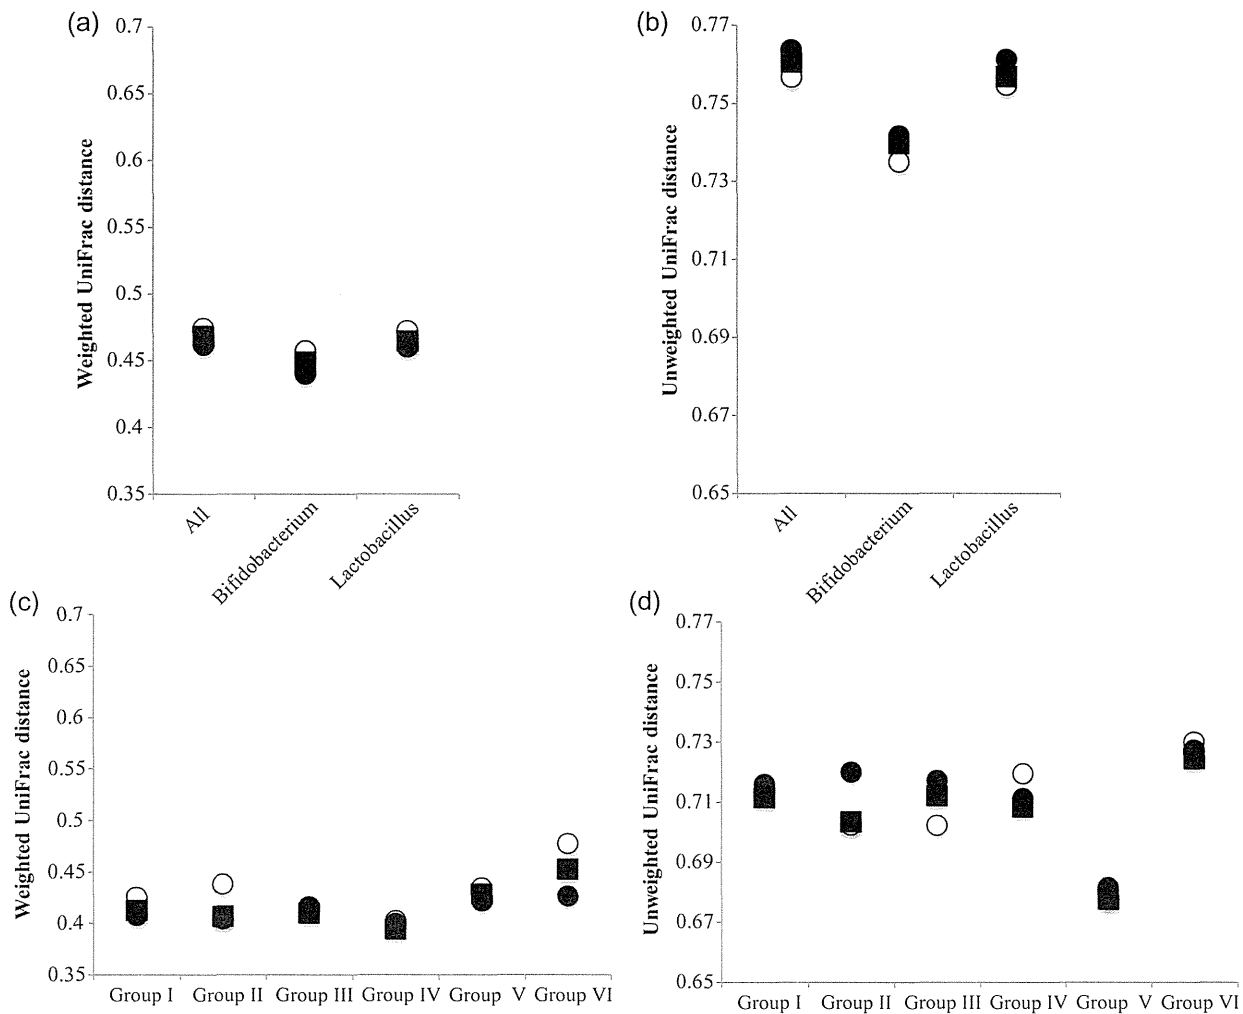 (a)
0.7
0.65
0.6
0.55
0.5
0.45
0.4
0.35
Weighted UniFrac distance
All
Bifidobacterium
Lactobacillus
(b)
0.77
0.75
0.73
0.71
0.69
0.67
0.65
Unweighted UniFrac distance
All
Bifidobacterium
Lactobacillus
(c)
0.7
0.65
0.6
0.55
0.5
0.45
0.4
0.35
Weighted UniFrac distance
Group I Group II Group III Group IV Group V Group VI
(d)
0.77
0.75
0.73
0.71
0.69
0.67
0.65
Unweighted UniFrac distance
Group I Group II Group III Group IV Group V Group VI